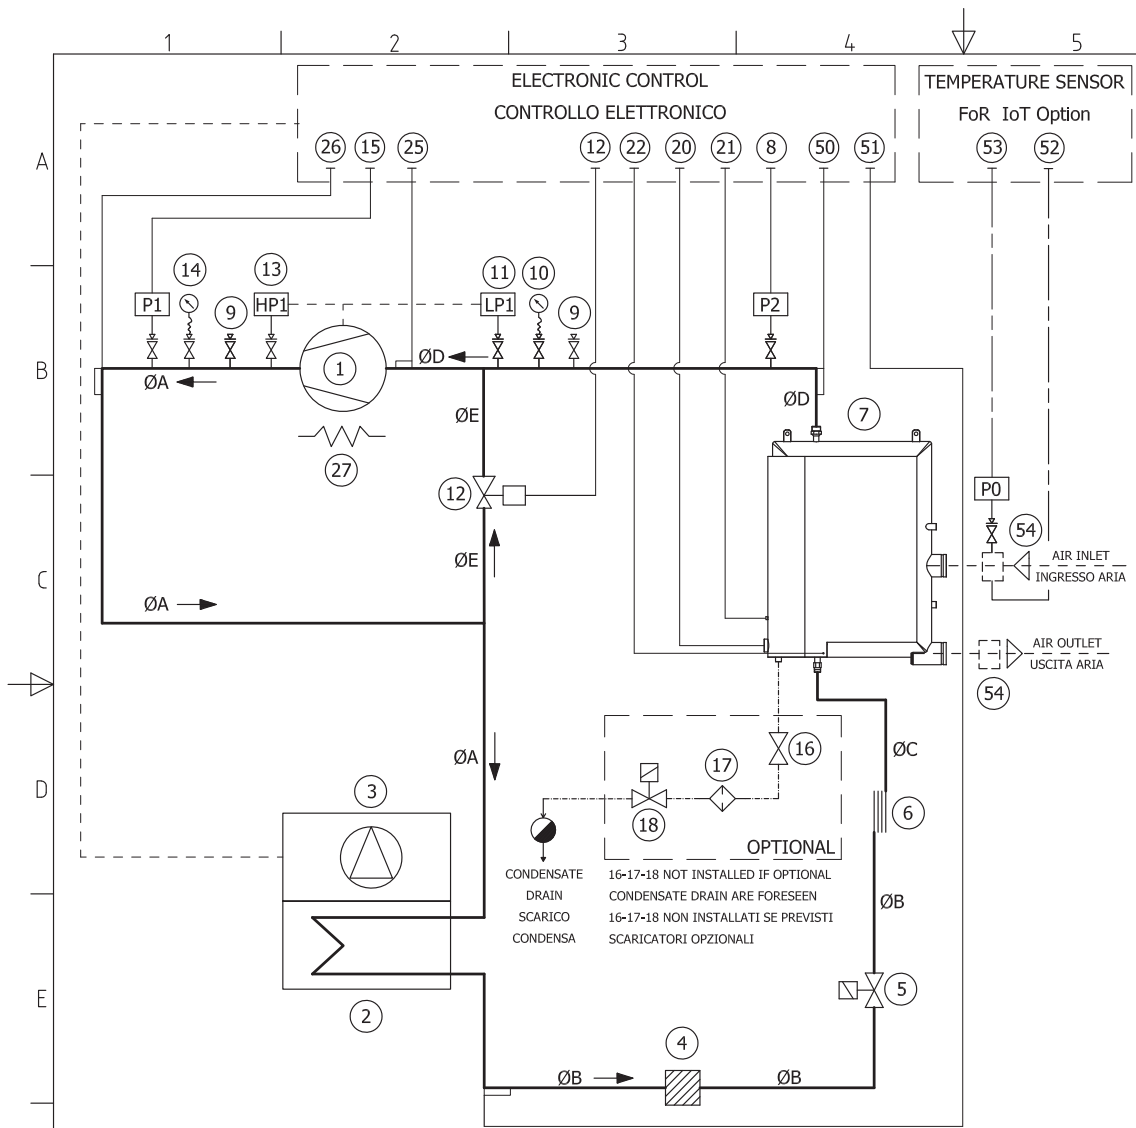 1 2 3 4 5
ELECTRONIC CONTROL
CONTROLLO ELETTRONICO
TEMPERATURE SENSOR
FoR IoT Option
A
26 15 25 12 22 20 21 8 50 51 53 52
14 13 11 10
9 9
P1 HP1 LP1 P2
B
1
ØD
ØA
ØD
ØE
7
27
12
P0
54
AIR INLET
INGRESSO ARIA
C
ØE
ØA
AIR OUTLET
USCITA ARIA
54
ØA
16
ØC
17
D
3
18
6
OPTIONAL
CONDENSATE
DRAIN
SCARICO
CONDENSA
16-17-18 NOT INSTALLED IF OPTIONAL
CONDENSATE DRAIN ARE FORESEEN
16-17-18 NON INSTALLATI SE PREVISTI
SCARICATORI OPZIONALI
ØB
E
5
2
4
ØB ØB